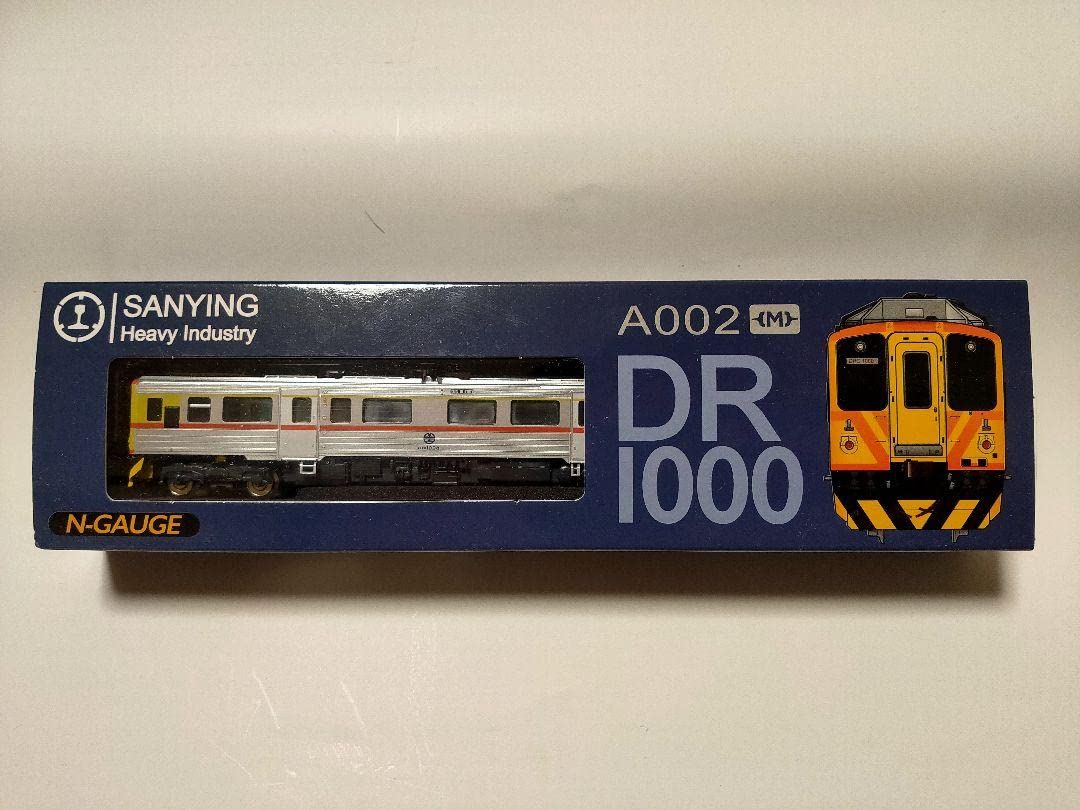 SANYING
Heavy Industry
N-GAUGE
A002 (M)
DR
1000